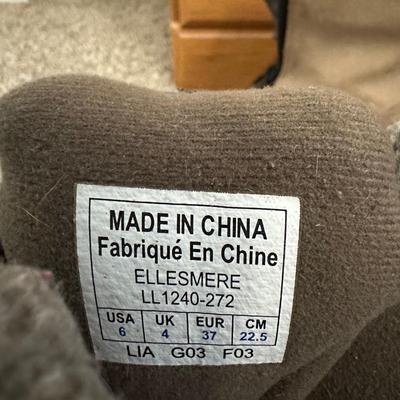 MADE IN CHINA
Fabriqué En Chine
ELLESMERE
LL1240-272
USA UK EUR CM
6 4 37 22.5
LIA G03 F03